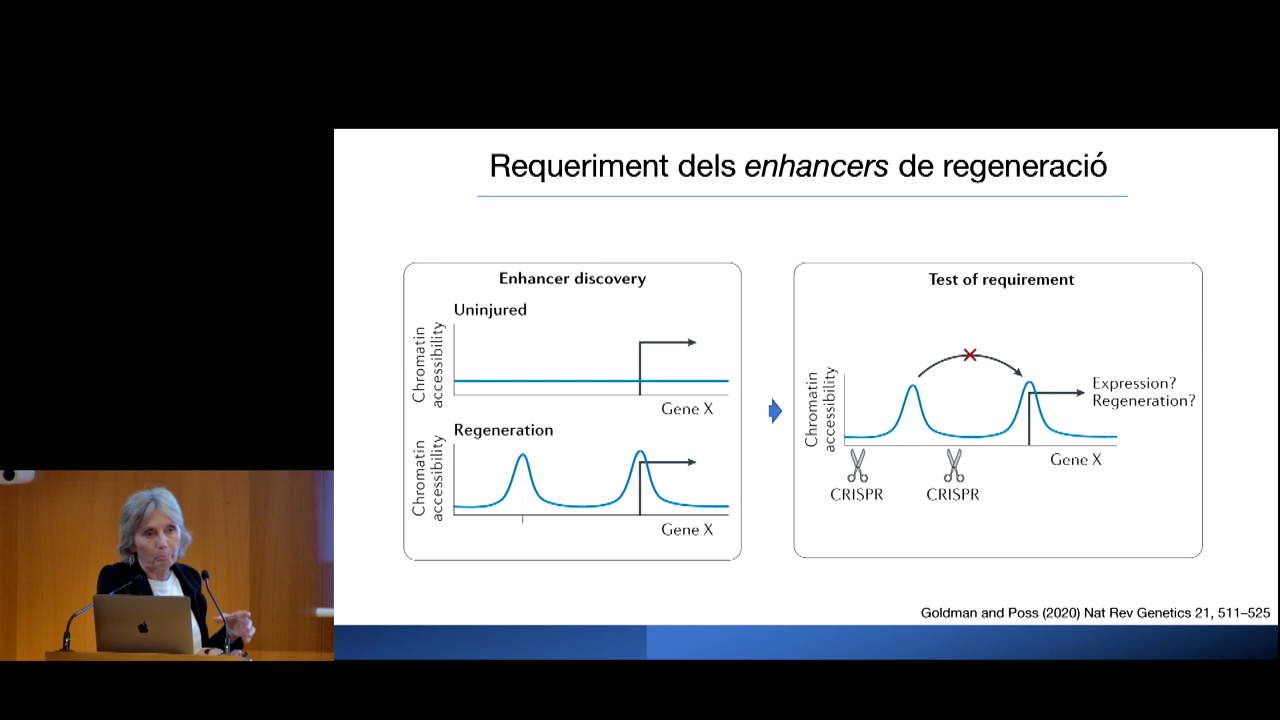 Requeriment dels enhancers de regeneració
Enhancer discovery
Uninjured
Chromatin
accessibility
Gene X
Regeneration
Chromatin
accessibility
Gene X
Test of requirement
Chromatin
accessibility
Expression?
Regeneration?
Gene X
CRISPR
CRISPR
Goldman and Poss (2020) Nat Rev Genetics 21, 511–525